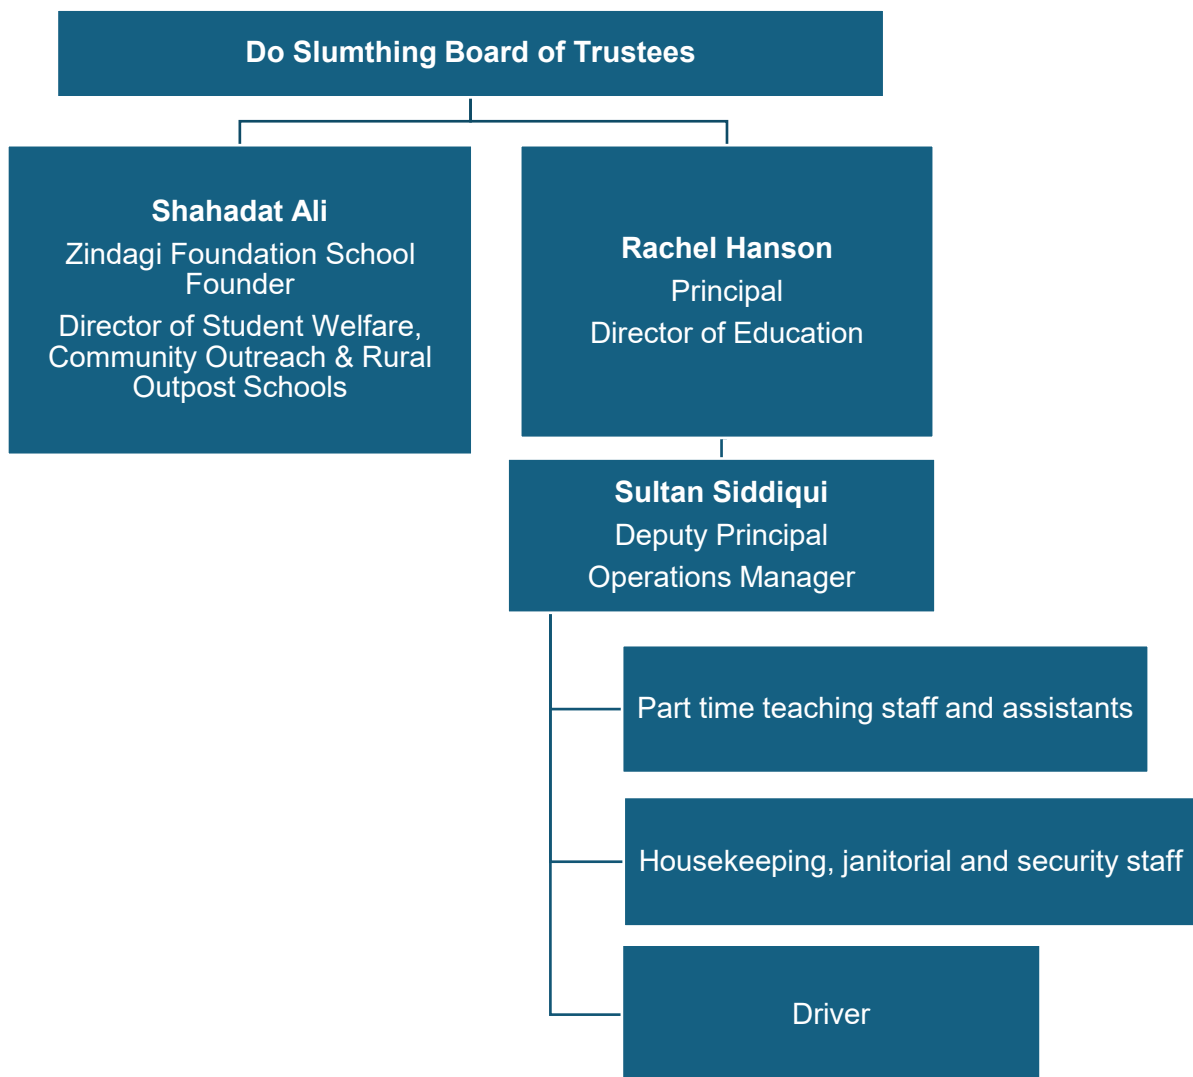 Do Slumthing Board of Trustees
Shahadat Ali
Zindagi Foundation School
Founder
Director of Student Welfare,
Community Outreach & Rural
Outpost Schools
Rachel Hanson
Principal
Director of Education
Sultan Siddiqui
Deputy Principal
Operations Manager
Part time teaching staff and assistants
Housekeeping, janitorial and security staff
Driver